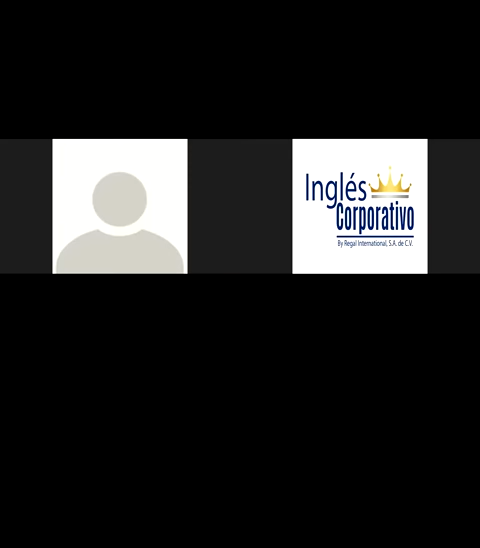 Inglés
Corporativo
By Regal International, S.A. de C.V.